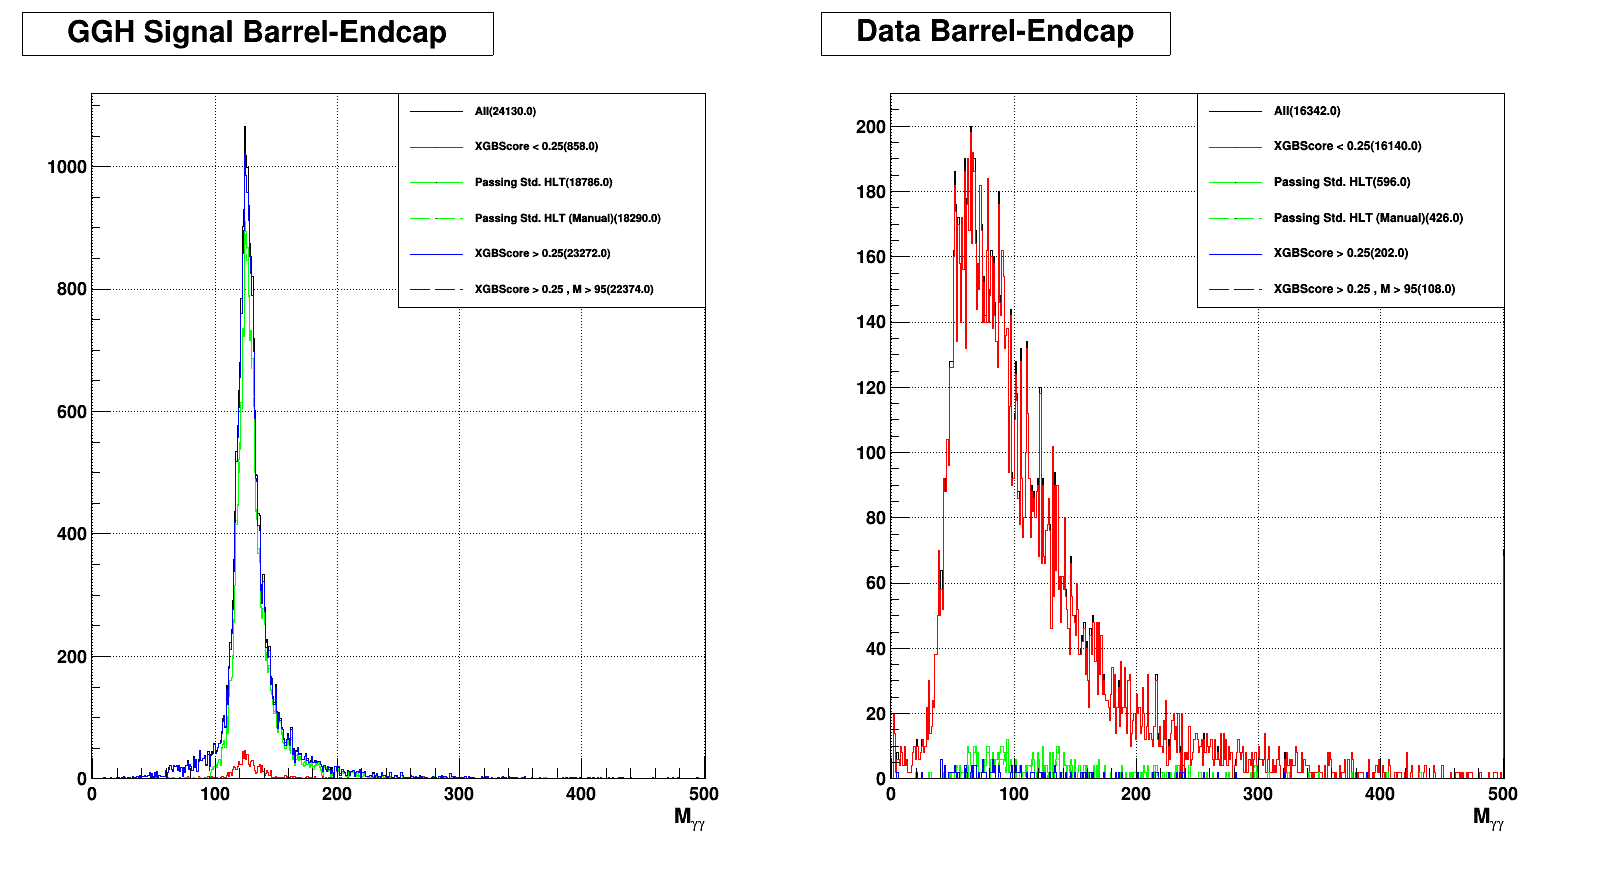 GGH Signal Barrel-Endcap
All(24130.0)
XGBScore < 0.25(858.0)
Passing Std. HLT(18786.0)
Passing Std. HLT (Manual)(18290.0)
XGBScore > 0.25(23272.0)
XGBScore > 0.25 , M > 95(22374.0)
1000
800
600
400
200
0
0 100 200 300 400 500
Mγγ
Data Barrel-Endcap
All(16342.0)
XGBScore < 0.25(16140.0)
Passing Std. HLT(596.0)
Passing Std. HLT (Manual)(426.0)
XGBScore > 0.25(202.0)
XGBScore > 0.25 , M > 95(108.0)
200
180
160
140
120
100
80
60
40
20
0
0 100 200 300 400 500
Mγγ